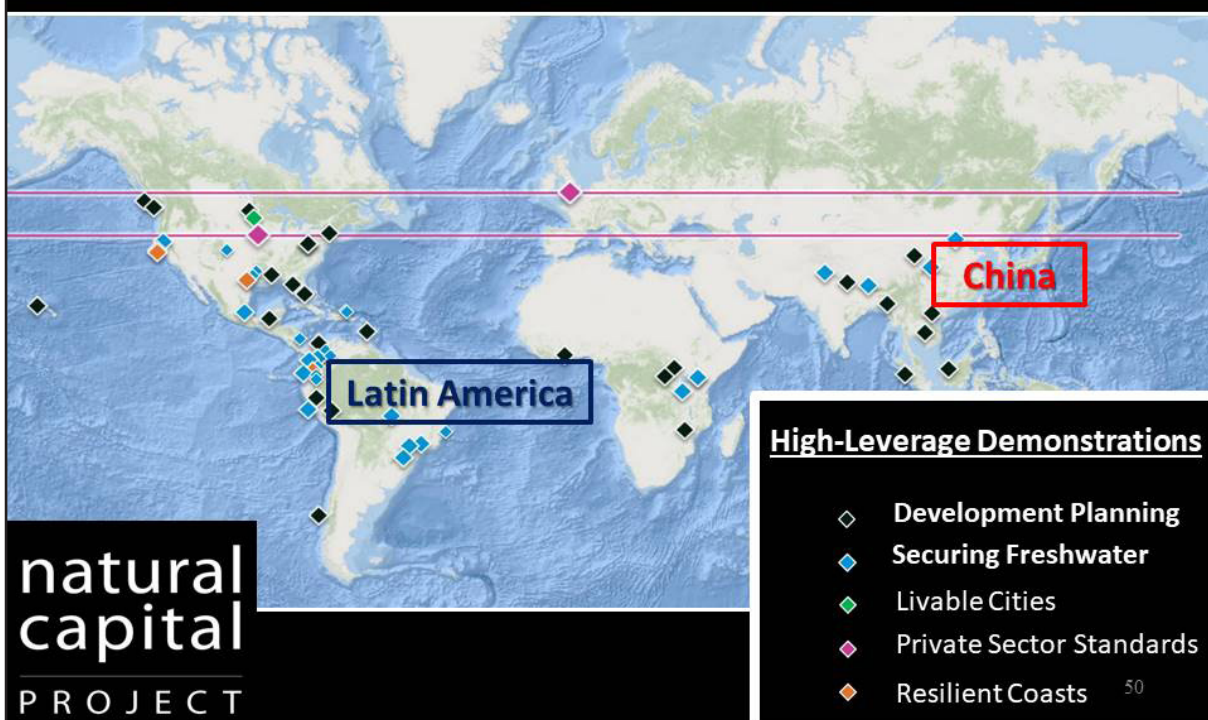 China
Latin America
High-Leverage Demonstrations
Development Planning
Securing Freshwater
Livable Cities
Private Sector Standards
Resilient Coasts
50
natural
capital
PROJECT